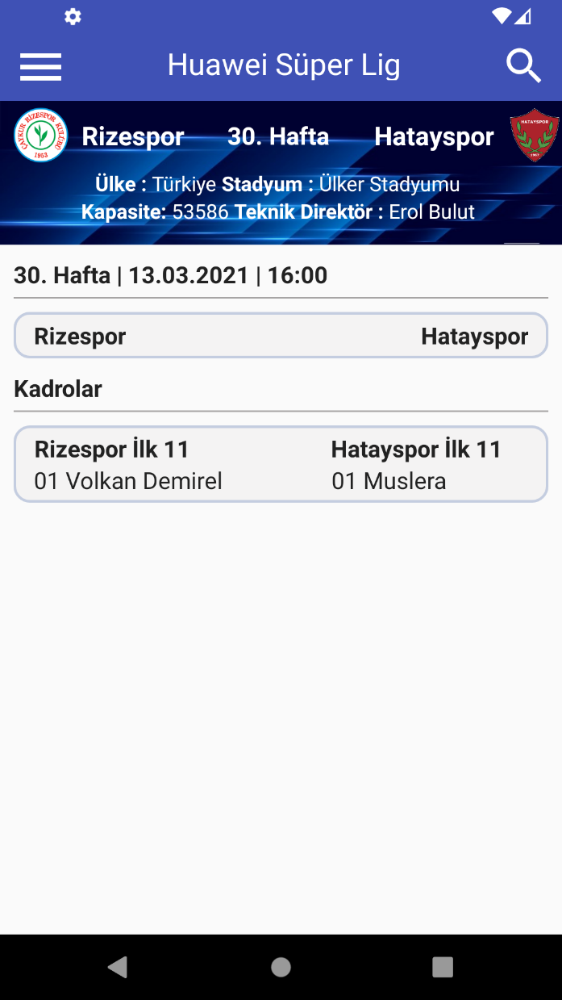 Huawei Süper Lig
ÇAYKUR RİZESPOR KULÜBÜ
1953
Rizespor 30. Hafta Hatayspor
HATAYSPOR
1967
Ülke : Türkiye Stadyum : Ülker Stadyumu
Kapasite: 53586 Teknik Direktör : Erol Bulut
30. Hafta | 13.03.2021 | 16:00
Rizespor Hatayspor
Kadrolar
Rizespor İlk 11 Hatayspor İlk 11
01 Volkan Demirel 01 Muslera